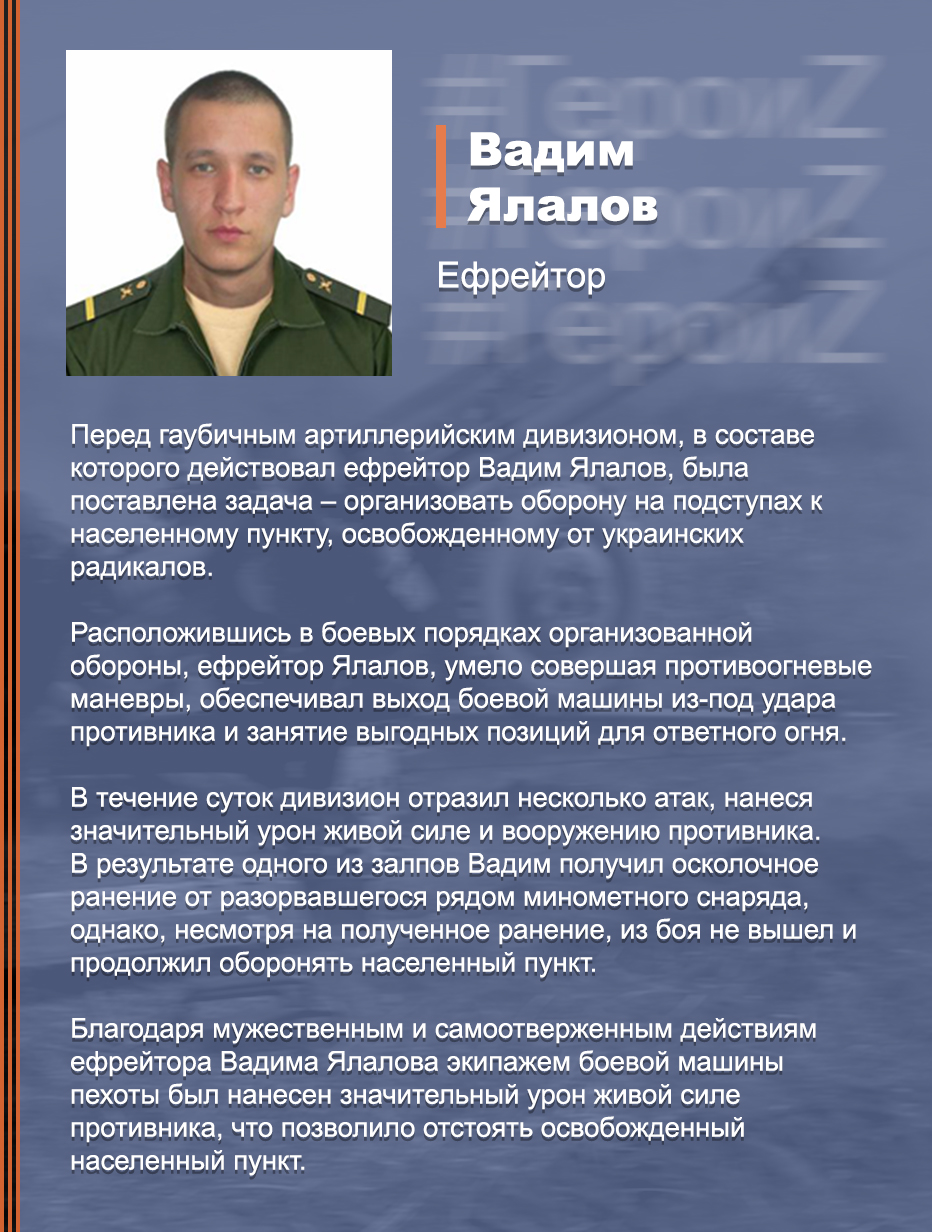 #ГероиZ
Вадим
Ялалов
#ГероиZ
Ефрейтор
#ГероиZ
Перед гаубичным артиллерийским дивизионом, в составе
которого действовал ефрейтор Вадим Ялалов, была
поставлена задача – организовать оборону на подступах к
населенному пункту, освобожденному от украинских
радикалов.
Расположившись в боевых порядках организованной
обороны, ефрейтор Ялалов, умело совершая противоогневые
маневры, обеспечивал выход боевой машины из-под удара
противника и занятие выгодных позиций для ответного огня.
В течение суток дивизион отразил несколько атак, нанеся
значительный урон живой силе и вооружению противника.
В результате одного из залпов Вадим получил осколочное
ранение от разорвавшегося рядом минометного снаряда,
однако, несмотря на полученное ранение, из боя не вышел и
продолжил оборонять населенный пункт.
Благодаря мужественным и самоотверженным действиям
ефрейтора Вадима Ялалова экипажем боевой машины
пехоты был нанесен значительный урон живой силе
противника, что позволило отстоять освобожденный
населенный пункт.